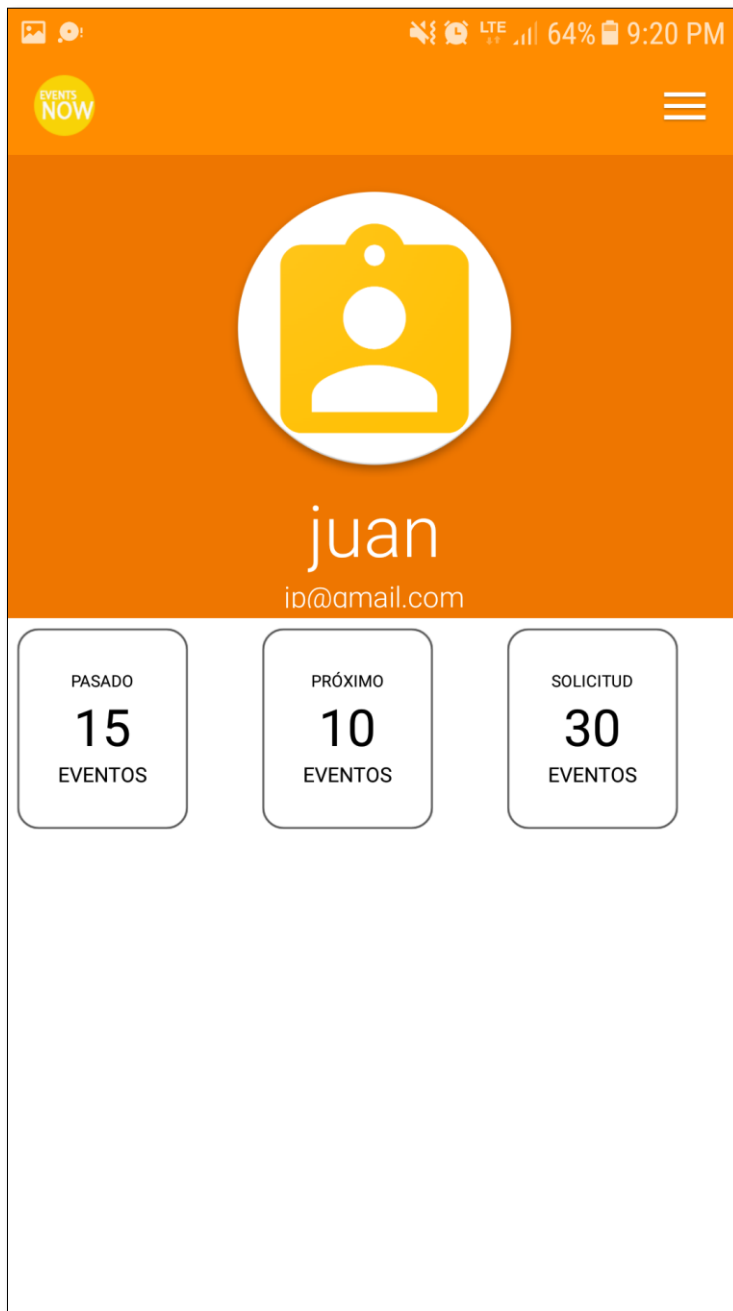 LTE 64% 9:20 PM
EVENTS
NOW
juan
jp@gmail.com
PASADO
15
EVENTOS
PRÓXIMO
10
EVENTOS
SOLICITUD
30
EVENTOS